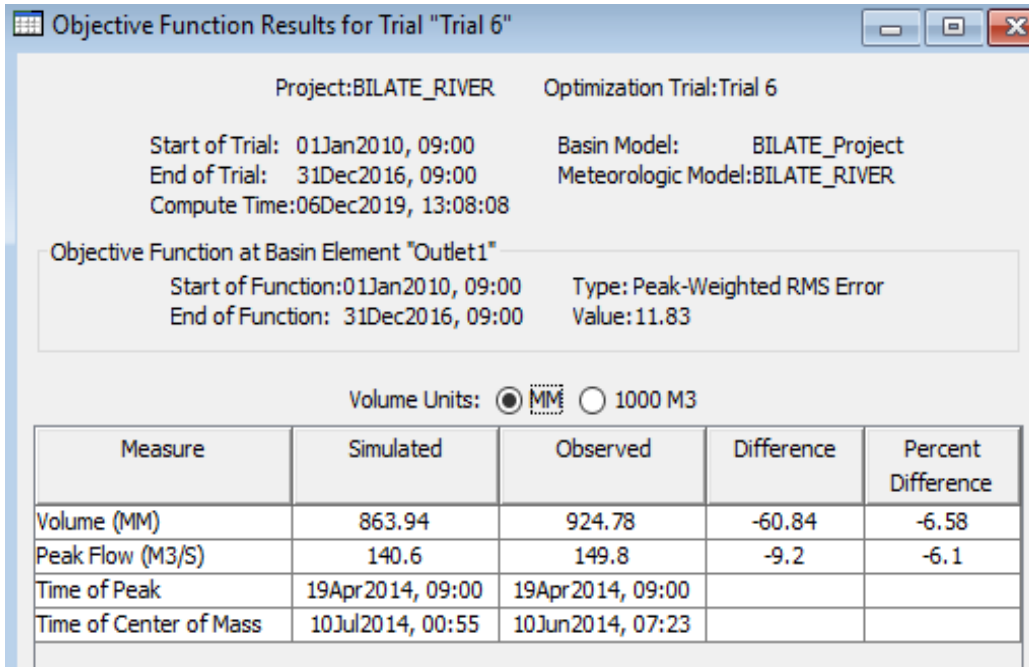 Objective Function Results for Trial "Trial 6"
Project:BILATE_RIVER Optimization Trial:Trial 6
Start of Trial: 01Jan2010, 09:00 Basin Model: BILATE_Project
End of Trial: 31Dec2016, 09:00 Meteorologic Model:BILATE_RIVER
Compute Time:06Dec2019, 13:08:08
Objective Function at Basin Element "Outlet1"
Start of Function:01Jan2010, 09:00 Type: Peak-Weighted RMS Error
End of Function: 31Dec2016, 09:00 Value:11.83
Volume Units: MM 1000 M3
Measure Simulated Observed Difference Percent
Difference
Volume (MM) 863.94 924.78 -60.84 -6.58
Peak Flow (M3/S) 140.6 149.8 -9.2 -6.1
Time of Peak 19Apr2014, 09:00 19Apr2014, 09:00
Time of Center of Mass 10Jul2014, 00:55 10Jun2014, 07:23